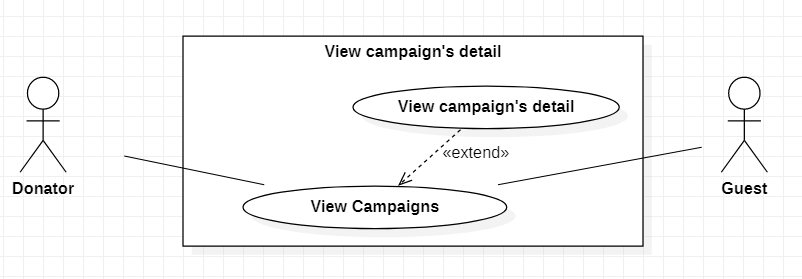 View campaign's detail
View campaign's detail
«extend»
Donator
Guest
View Campaigns